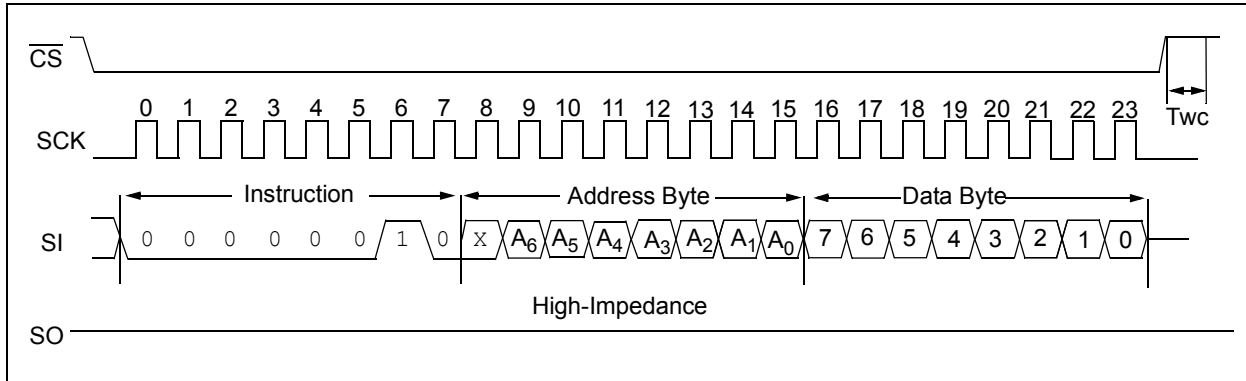 CS
0 1 2 3 4 5 6 7 8 9 10 11 12 13 14 15 16 17 18 19 20 21 22 23
Twc
SCK
Instruction Address Byte Data Byte
SI 0 0 0 0 0 0 1 0 X A6 A5 A4 A3 A2 A1 A0 7 6 5 4 3 2 1 0
High-Impedance
SO